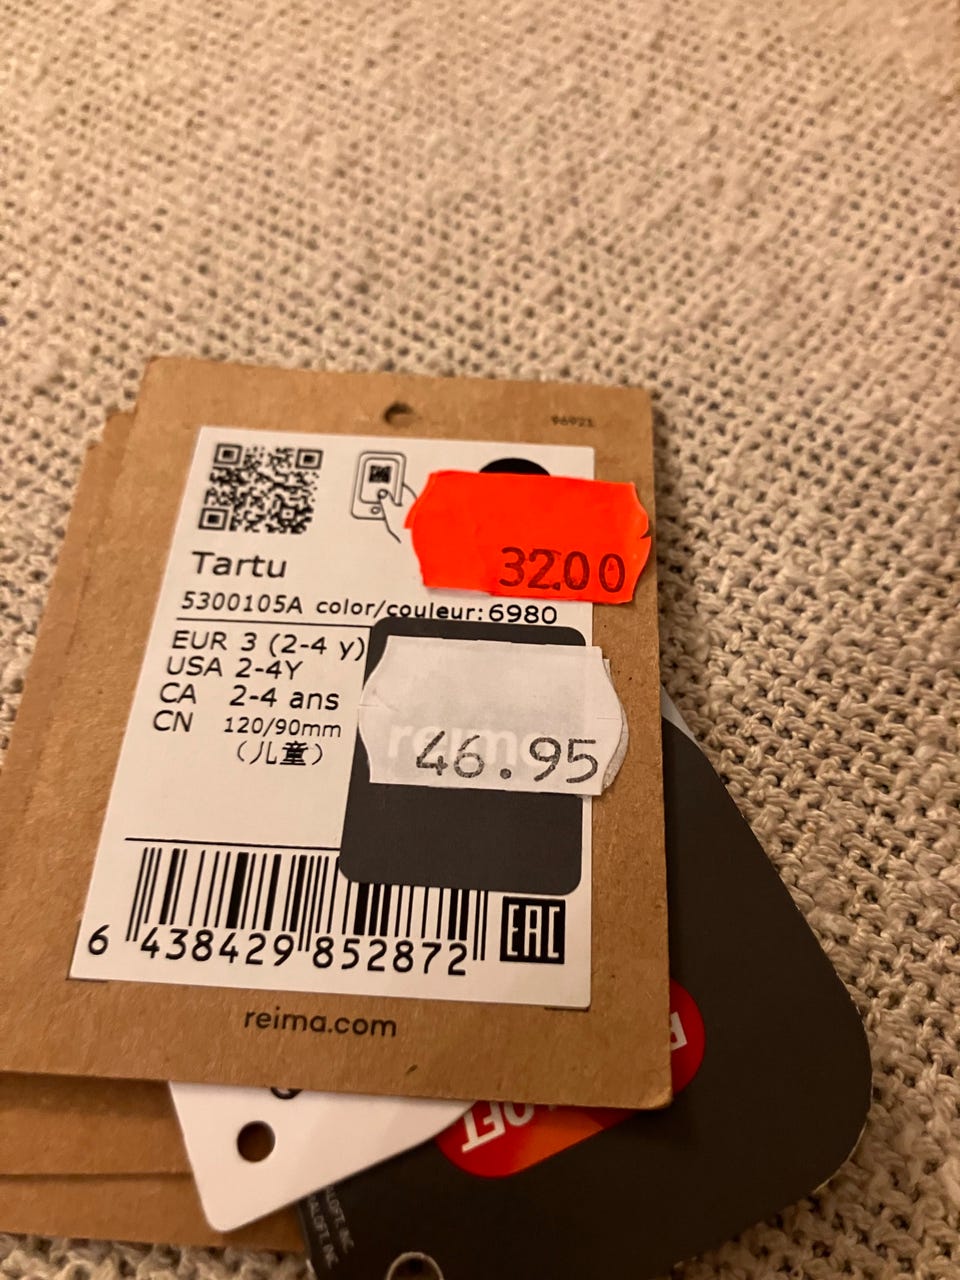 96921
32.00
Tartu
5300105A color/couleur: 6980
EUR 3 (2-4 y)
USA 2-4Y
CA 2-4 ans
CN 120/90mm
(儿童)
reima
46.95
6 438429 852872
EAC
reima.com
LOFT